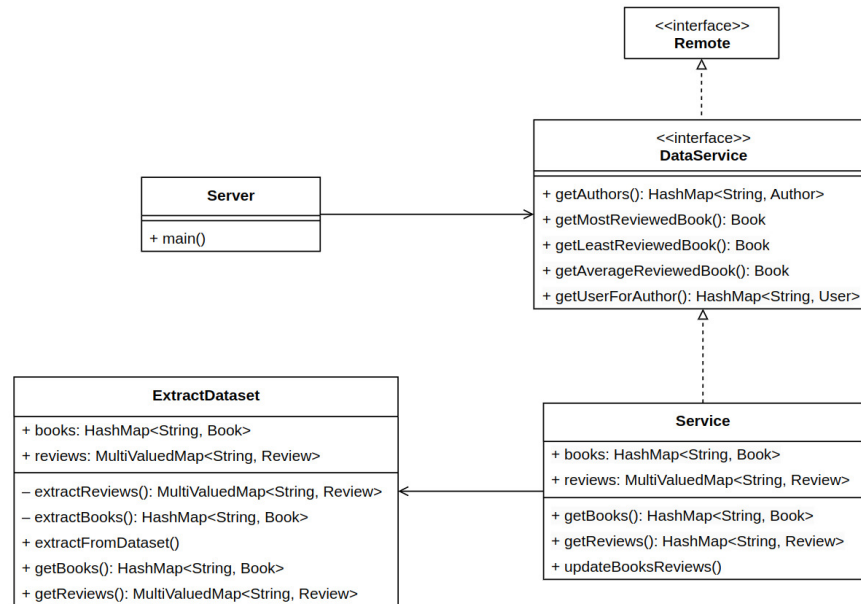 <<interface>>
Remote
<<interface>>
DataService
+ getAuthors(): HashMap<String, Author>
+ getMostReviewedBook(): Book
+ getLeastReviewedBook(): Book
+ getAverageReviewedBook(): Book
+ getUserForAuthor(): HashMap<String, User>
Server
+ main()
ExtractDataset
+ books: HashMap<String, Book>
+ reviews: MultiValuedMap<String, Review>
– extractReviews(): MultiValuedMap<String, Review>
– extractBooks(): HashMap<String, Book>
+ extractFromDataset()
+ getBooks(): HashMap<String, Book>
+ getReviews(): MultiValuedMap<String, Review>
Service
+ books: HashMap<String, Book>
+ reviews: MultiValuedMap<String, Review>
+ getBooks(): HashMap<String, Book>
+ getReviews(): HashMap<String, Review>
+ updateBooksReviews()